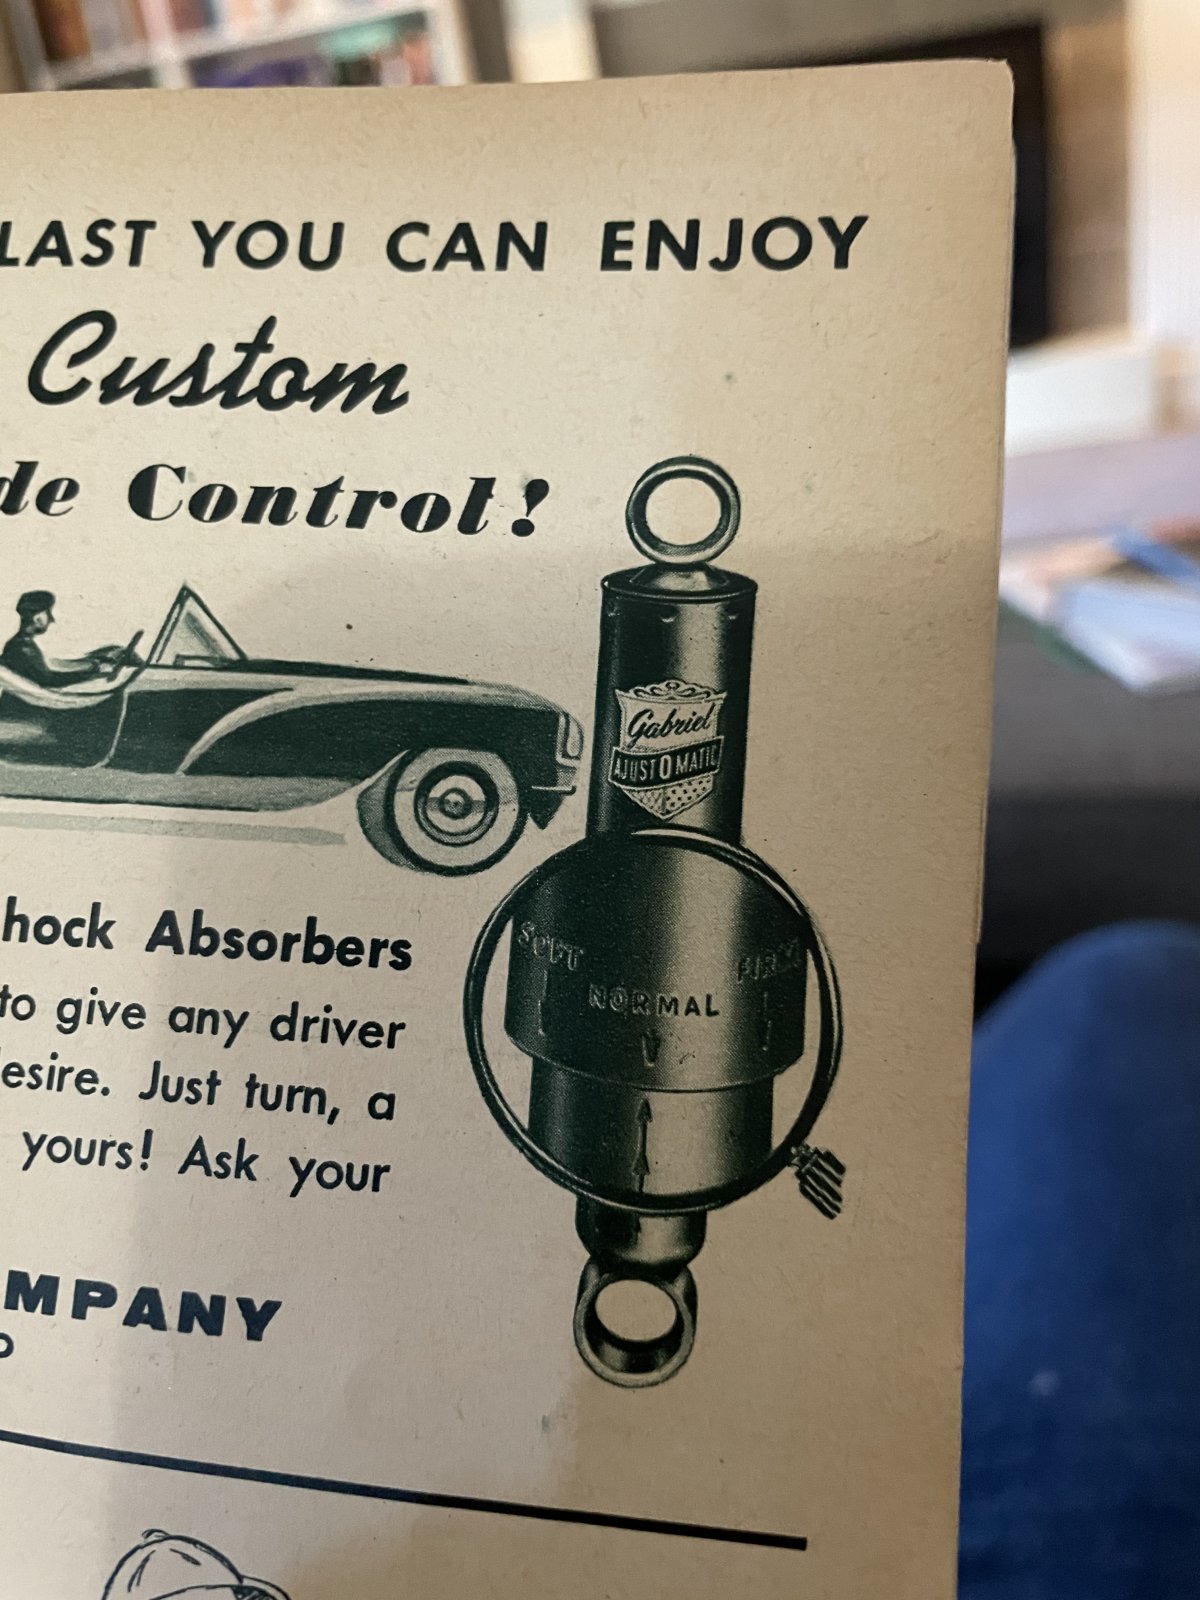 LAST YOU CAN ENJOY
Custom
de Control!
Gabriel
AJUSTOMATIC
SOFT
NORMAL
FIRM
hock Absorbers
to give any driver
esire. Just turn, a
yours! Ask your
MPANY